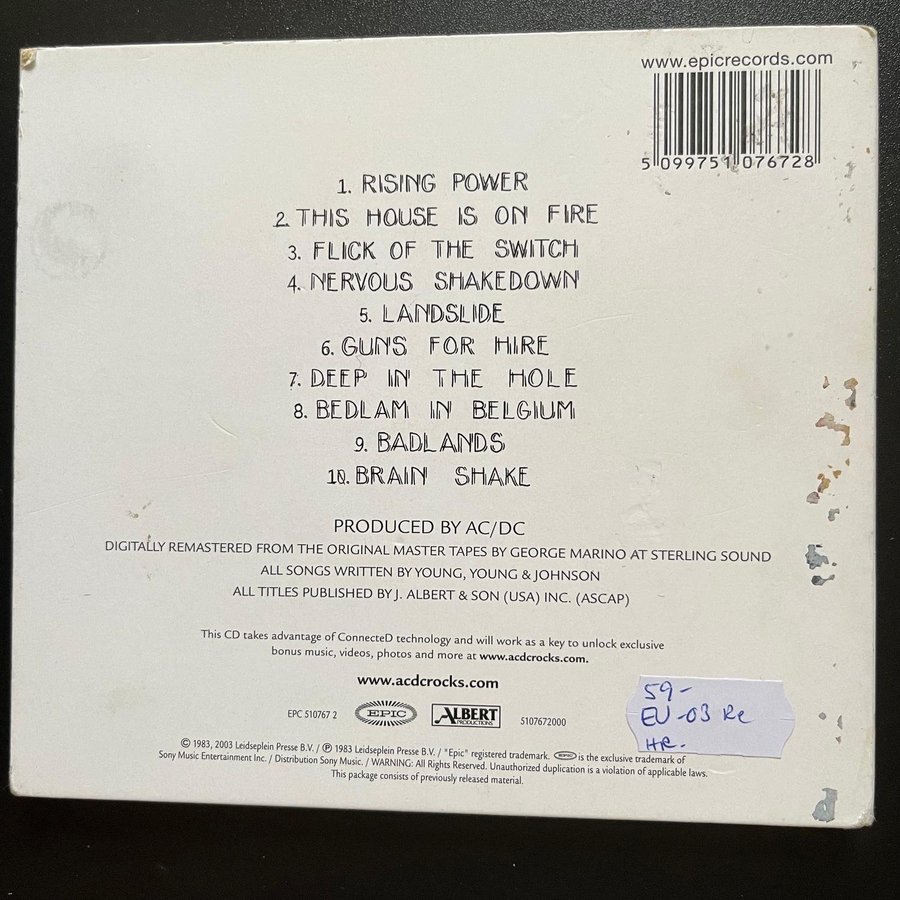 www.epicrecords.com
5 099751 076728
1. RISING POWER
2. THIS HOUSE IS ON FIRE
3. FLICK OF THE SWITCH
4. NERVOUS SHAKEDOWN
5. LANDSLIDE
6. GUNS FOR HIRE
7. DEEP IN THE HOLE
8. BEDLAM IN BELGIUM
9. BADLANDS
10. BRAIN SHAKE
PRODUCED BY AC/DC
DIGITALLY REMASTERED FROM THE ORIGINAL MASTER TAPES BY GEORGE MARINO AT STERLING SOUND
ALL SONGS WRITTEN BY YOUNG, YOUNG & JOHNSON
ALL TITLES PUBLISHED BY J. ALBERT & SON (USA) INC. (ASCAP)
This CD takes advantage of ConnecteD technology and will work as a key to unlock exclusive
bonus music, videos, photos and more at www.acdcrocks.com.
www.acdcrocks.com
EPC 510767 2
EPIC
ALBERT
PRODUCTIONS
5107672000
59-
EU-03 Re
HR.
© 1983, 2003 Leidseplein Presse B.V. / ℗ 1983 Leidseplein Presse B.V. / "Epic" registered trademark. EPIC is the exclusive trademark of
Sony Music Entertainment Inc. / Distribution Sony Music. / WARNING: All Rights Reserved. Unauthorized duplication is a violation of applicable laws.
This package consists of previously released material.